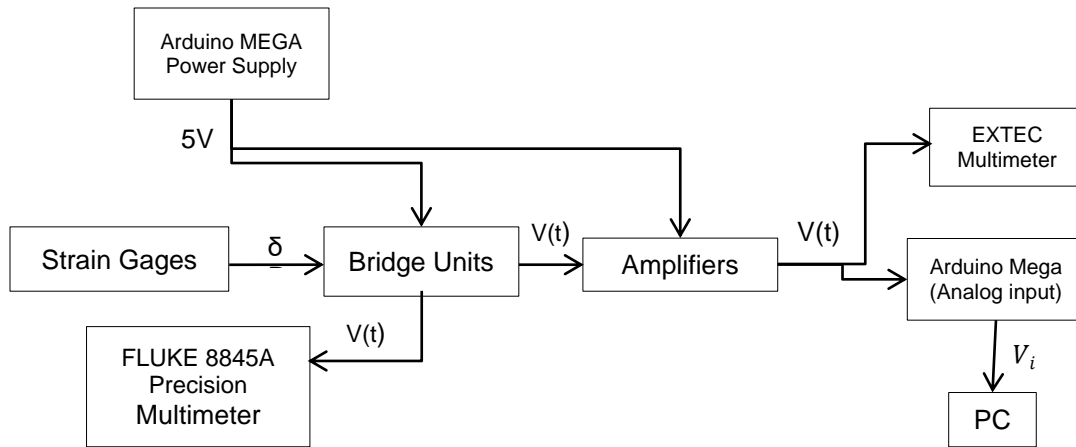 Arduino MEGA
Power Supply
5V
EXTEC
Multimeter
Strain Gages
δ
Bridge Units
V(t)
Amplifiers
V(t)
Arduino Mega
(Analog input)
V(t)
FLUKE 8845A
Precision
Multimeter
V_i
PC